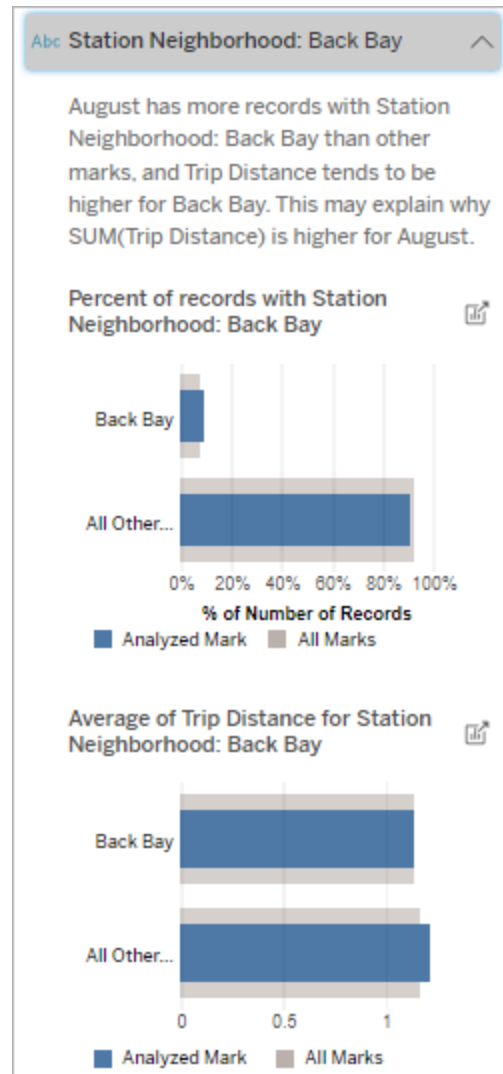 Abc Station Neighborhood: Back Bay
August has more records with Station
Neighborhood: Back Bay than other
marks, and Trip Distance tends to be
higher for Back Bay. This may explain why
SUM(Trip Distance) is higher for August.
Percent of records with Station
Neighborhood: Back Bay
Back Bay
All Other...
0% 20% 40% 60% 80% 100%
% of Number of Records
Analyzed Mark All Marks
Average of Trip Distance for Station
Neighborhood: Back Bay
Back Bay
All Other...
0 0.5 1
Analyzed Mark All Marks